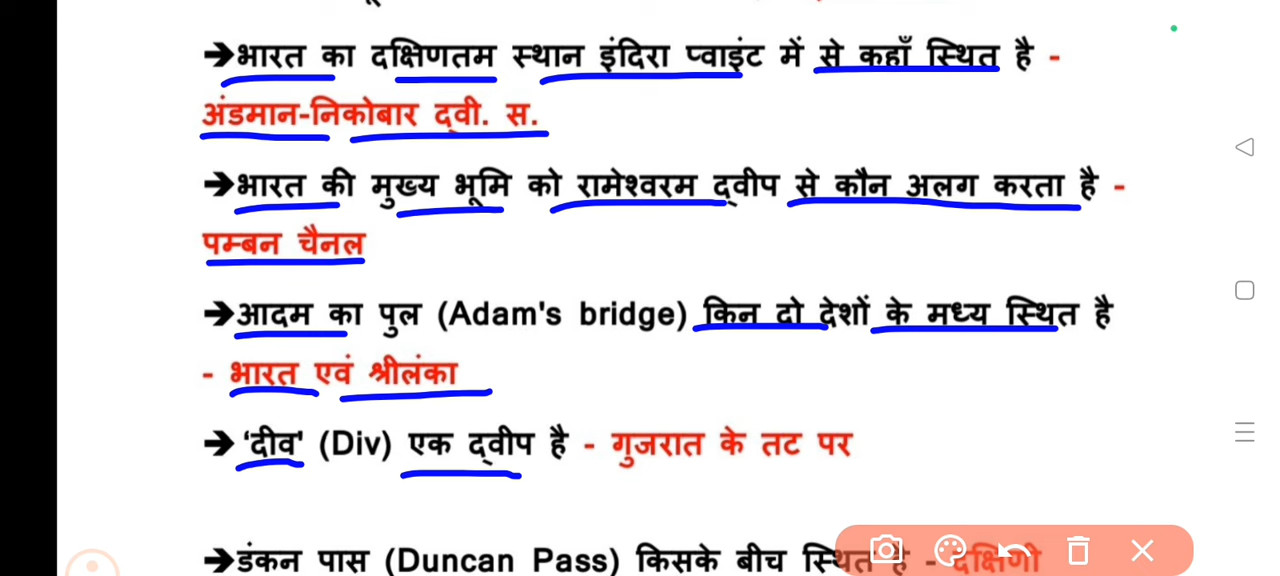 ➔भारत का दक्षिणतम स्थान इंदिरा प्वाइंट में से कहाँ स्थित है -
अंडमान-निकोबार द्वी. स.
➔भारत की मुख्य भूमि को रामेश्वरम द्वीप से कौन अलग करता है -
पम्बन चैनल
➔आदम का पुल (Adam's bridge) किन दो देशों के मध्य स्थित है
- भारत एवं श्रीलंका
➔ ‘दीव' (Div) एक द्वीप है - गुजरात के तट पर
➔डंकन पास (Duncan Pass) किसके बीच स्थित है - दक्षिणी